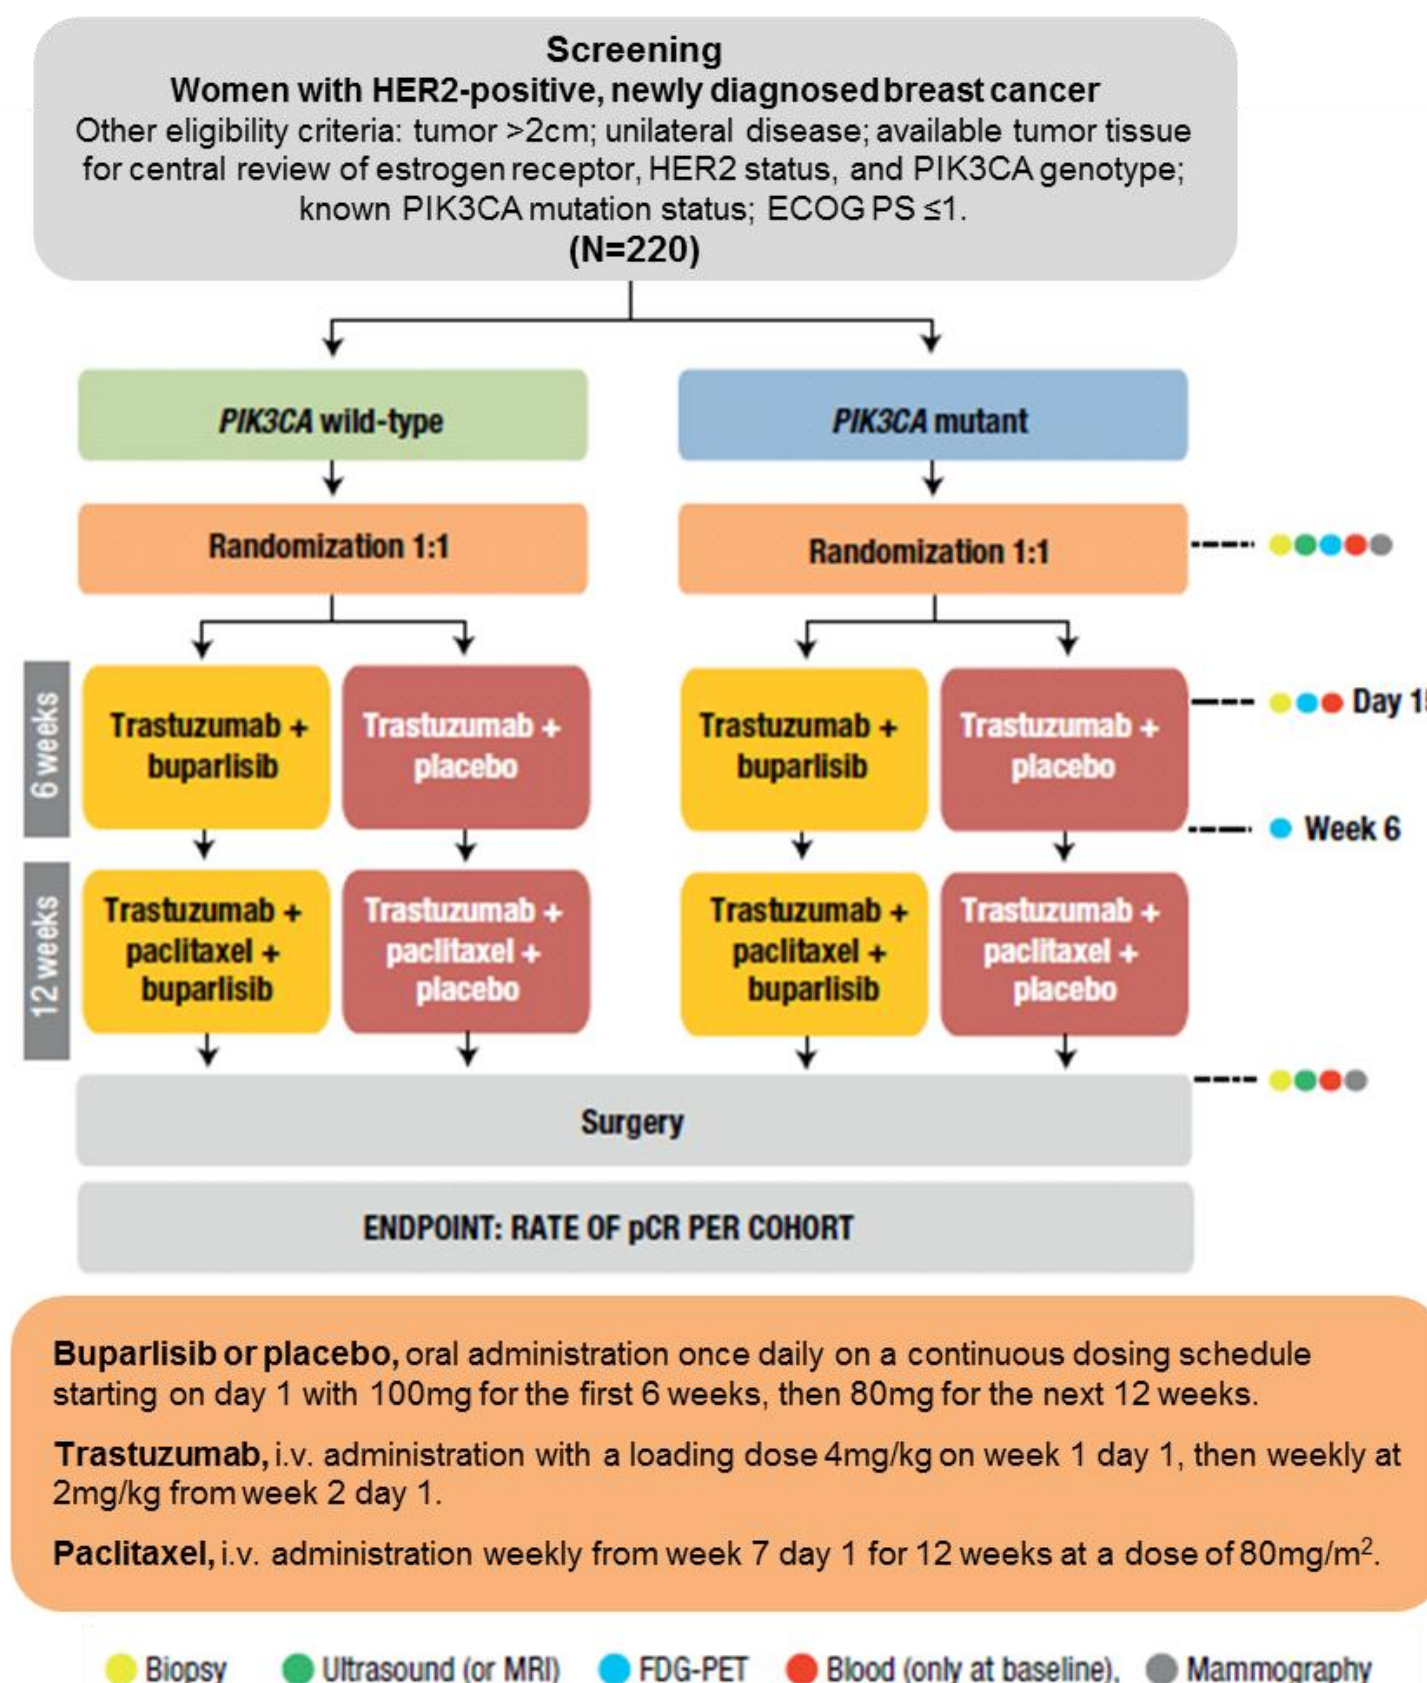 Screening
Women with HER2-positive, newly diagnosed breast cancer
Other eligibility criteria: tumor >2cm; unilateral disease; available tumor tissue
for central review of estrogen receptor, HER2 status, and PIK3CA genotype;
known PIK3CA mutation status; ECOG PS ≤1.
(N=220)
PIK3CA wild-type
PIK3CA mutant
Randomization 1:1
Randomization 1:1
6 weeks
Trastuzumab +
buparlisib
Trastuzumab +
placebo
Trastuzumab +
buparlisib
Trastuzumab +
placebo
Day 1
Week 6
12 weeks
Trastuzumab +
paclitaxel +
buparlisib
Trastuzumab +
paclitaxel +
placebo
Trastuzumab +
paclitaxel +
buparlisib
Trastuzumab +
paclitaxel +
placebo
Surgery
ENDPOINT: RATE OF pCR PER COHORT
Buparlisib or placebo, oral administration once daily on a continuous dosing schedule
starting on day 1 with 100mg for the first 6 weeks, then 80mg for the next 12 weeks.
Trastuzumab, i.v. administration with a loading dose 4mg/kg on week 1 day 1, then weekly at
2mg/kg from week 2 day 1.
Paclitaxel, i.v. administration weekly from week 7 day 1 for 12 weeks at a dose of 80mg/m².
Biopsy Ultrasound (or MRI) FDG-PET Blood (only at baseline). Mammography